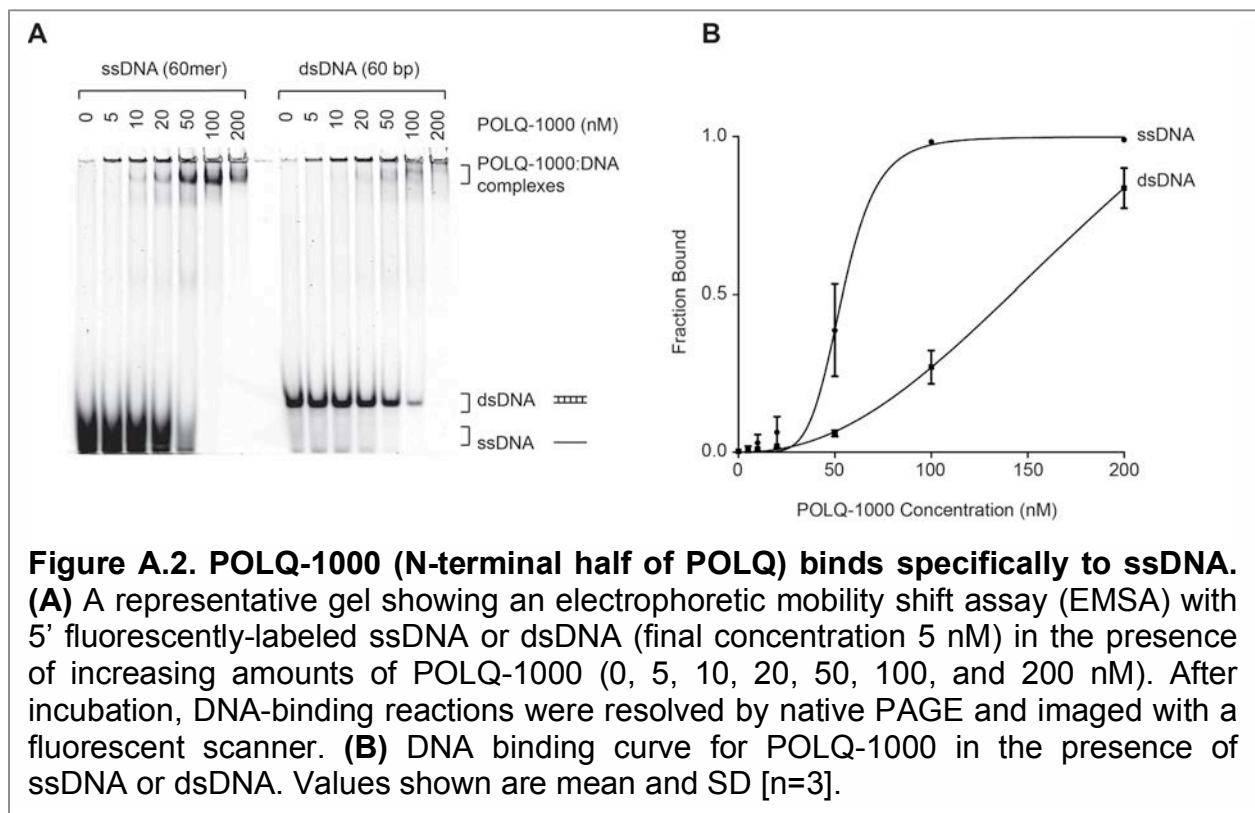 A
B
ssDNA (60mer)
dsDNA (60 bp)
0 5 10 20 50 100 200
0 5 10 20 50 100 200
POLQ-1000 (nM)
POLQ-1000:DNA
complexes
dsDNA
ssDNA
1.0
0.5
0.0
Fraction Bound
0 50 100 150 200
POLQ-1000 Concentration (nM)
ssDNA
dsDNA
Figure A.2. POLQ-1000 (N-terminal half of POLQ) binds specifically to ssDNA.
(A) A representative gel showing an electrophoretic mobility shift assay (EMSA) with
5’ fluorescently-labeled ssDNA or dsDNA (final concentration 5 nM) in the presence
of increasing amounts of POLQ-1000 (0, 5, 10, 20, 50, 100, and 200 nM). After
incubation, DNA-binding reactions were resolved by native PAGE and imaged with a
fluorescent scanner. (B) DNA binding curve for POLQ-1000 in the presence of
ssDNA or dsDNA. Values shown are mean and SD [n=3].